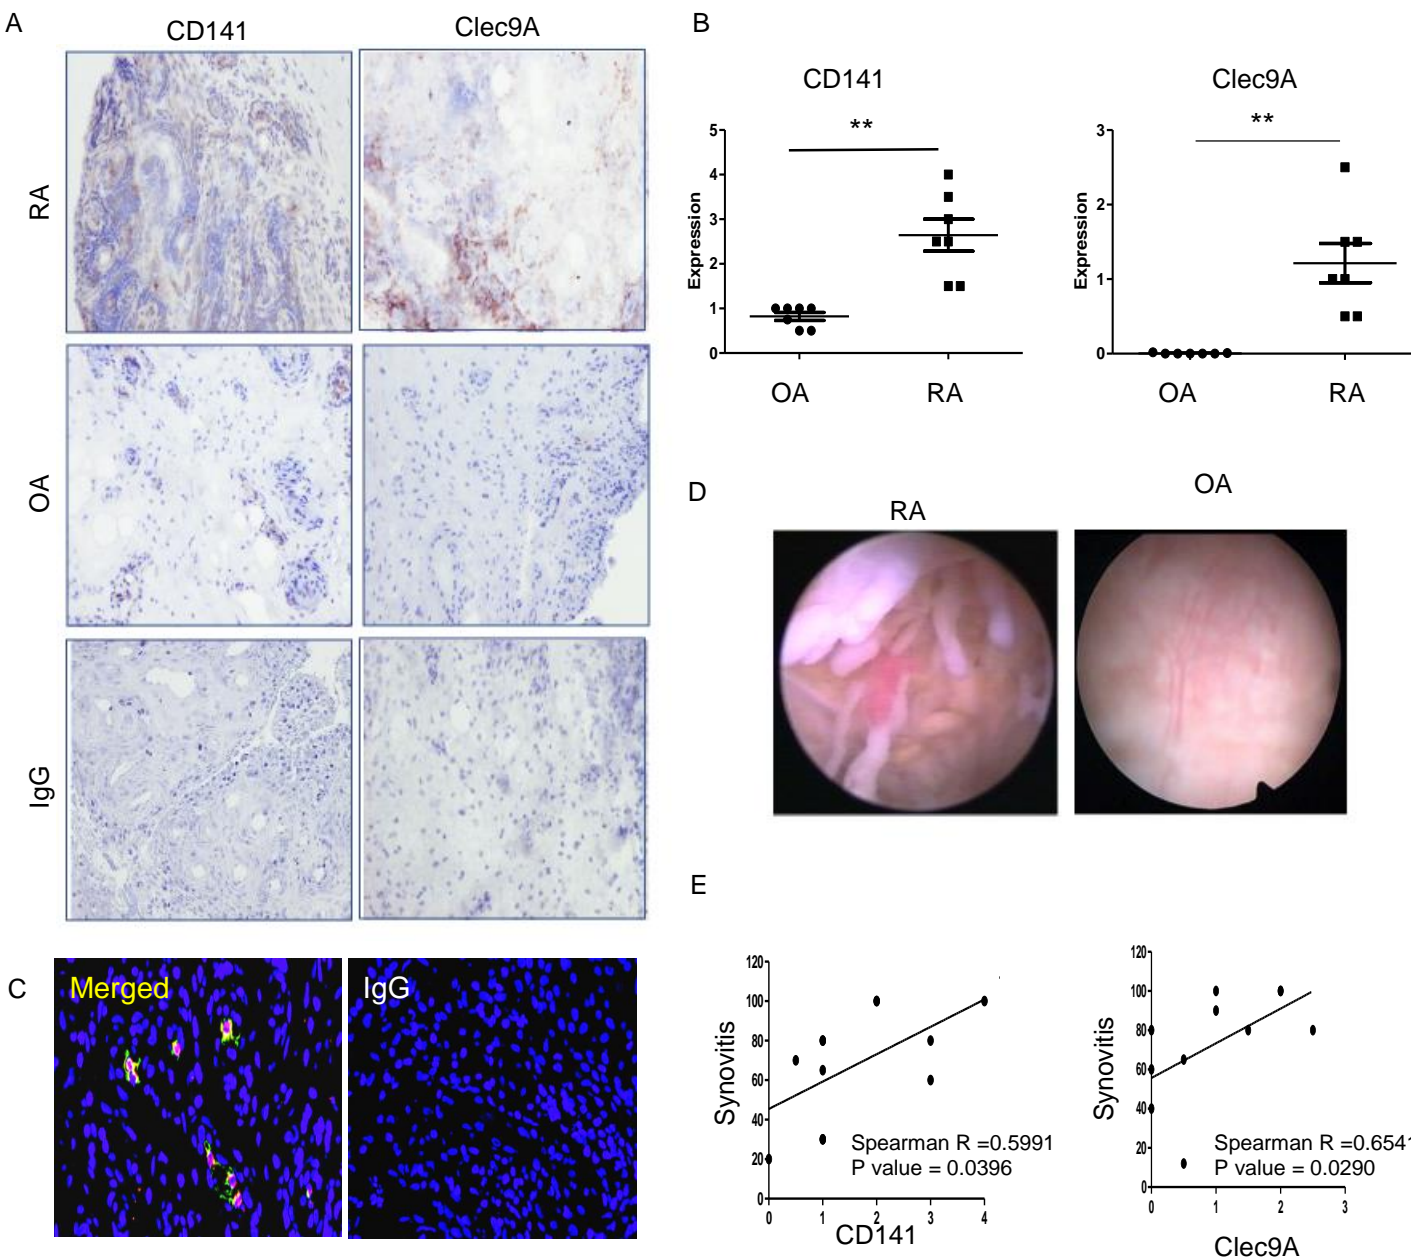 A
CD141
Clec9A
RA
OA
IgG
B
CD141
**
5
4
3
2
1
0
Expression
OA
RA
Clec9A
**
3
2
1
0
Expression
OA
RA
C
Merged
IgG
D
RA
OA
E
120
100
80
60
40
20
0
Synovitis
Spearman R =0.5991
P value = 0.0396
0 1 2 3 4
CD141
120
100
80
60
40
20
0
Synovitis
Spearman R =0.6541
P value = 0.0290
0 1 2 3
Clec9A